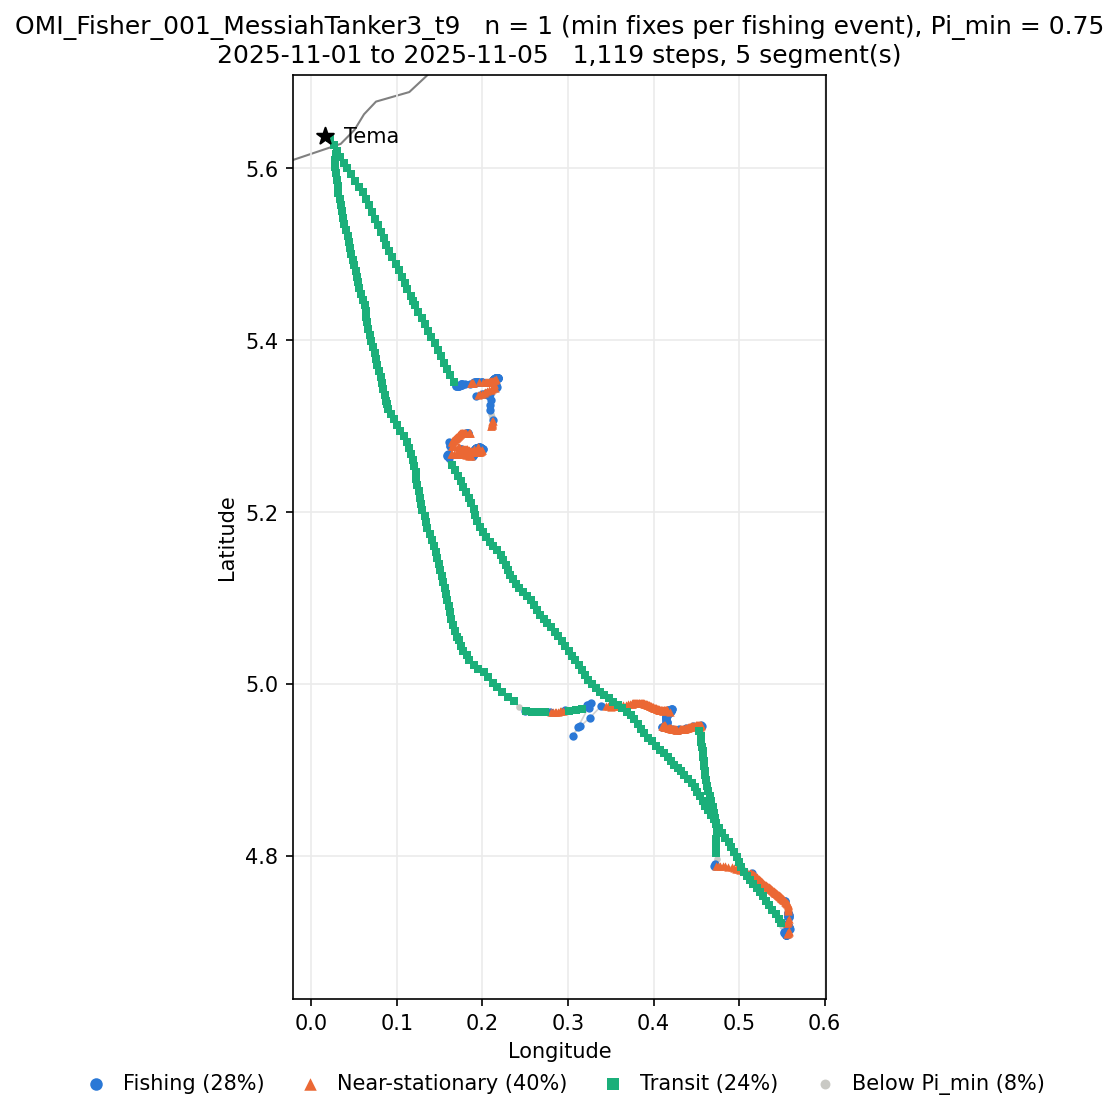 OMI_Fisher_001_MessiahTanker3_t9   n = 1 (min fixes per fishing event), Pi_min = 0.75
2025-11-01 to 2025-11-05   1,119 steps, 5 segment(s)
Tema
5.6
5.4
5.2
5.0
4.8
Latitude
0.0 0.1 0.2 0.3 0.4 0.5 0.6
Longitude
Fishing (28%) Near-stationary (40%) Transit (24%) Below Pi_min (8%)